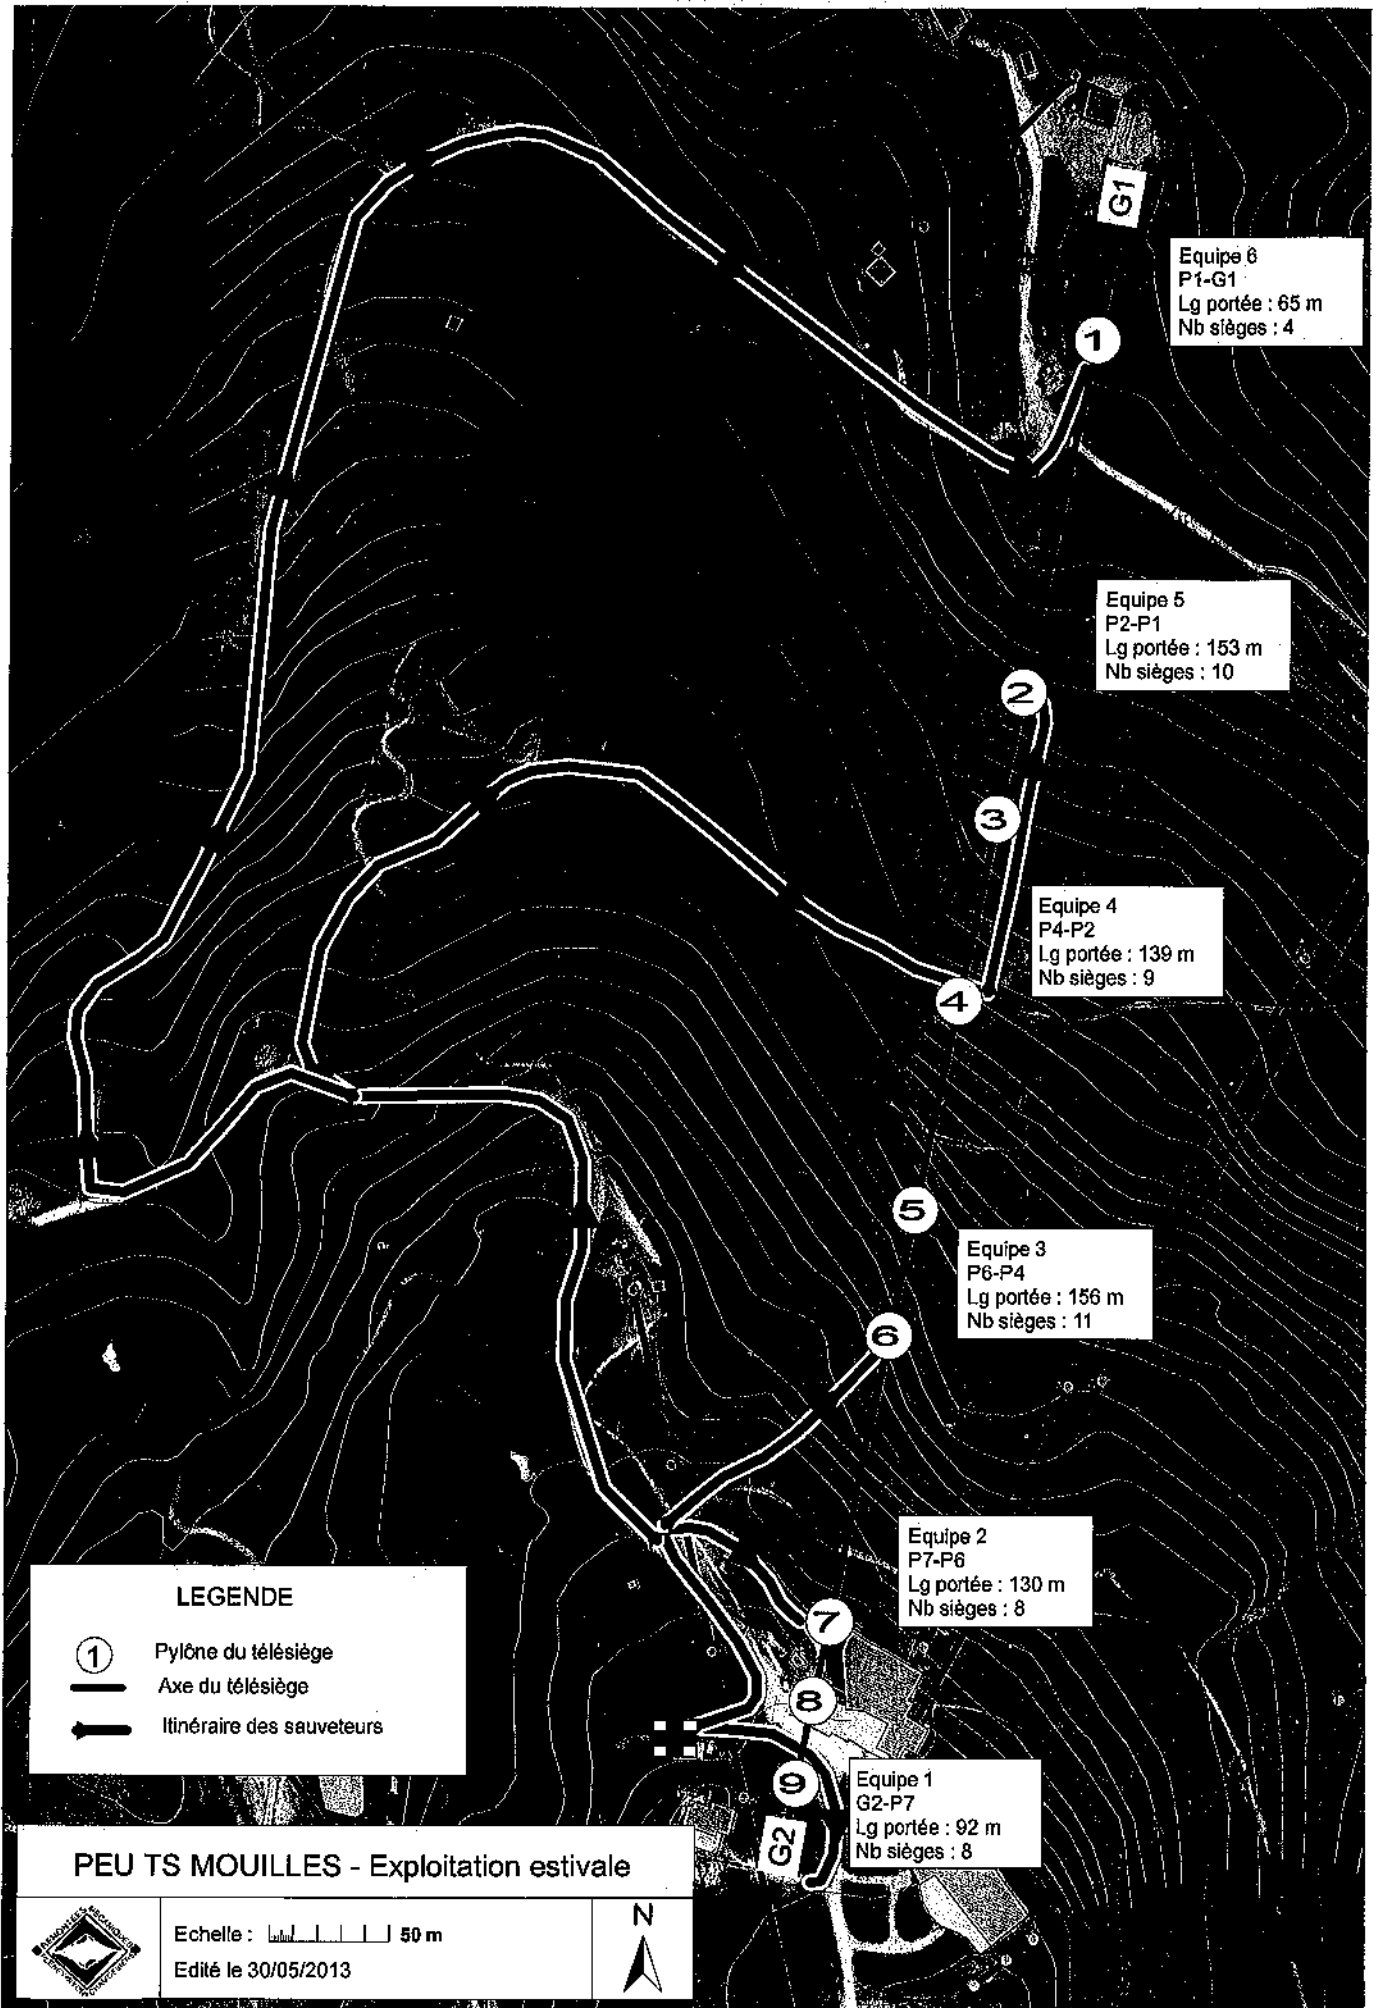 G1
Equipe 6
P1-G1
Lg portée : 65 m
Nb sièges : 4
1
Equipe 5
P2-P1
Lg portée : 153 m
Nb sièges : 10
2
3
Equipe 4
P4-P2
Lg portée : 139 m
Nb sièges : 9
4
5
Equipe 3
P6-P4
Lg portée : 156 m
Nb sièges : 11
6
Equipe 2
P7-P6
Lg portée : 130 m
Nb sièges : 8
7
8
9
Equipe 1
G2-P7
Lg portée : 92 m
Nb sièges : 8
G2
LEGENDE
1 Pylône du télésiège
Axe du télésiège
Itinéraire des sauveteurs
PEU TS MOUILLES - Exploitation estivale
Echelle : 50 m
Edité le 30/05/2013
N